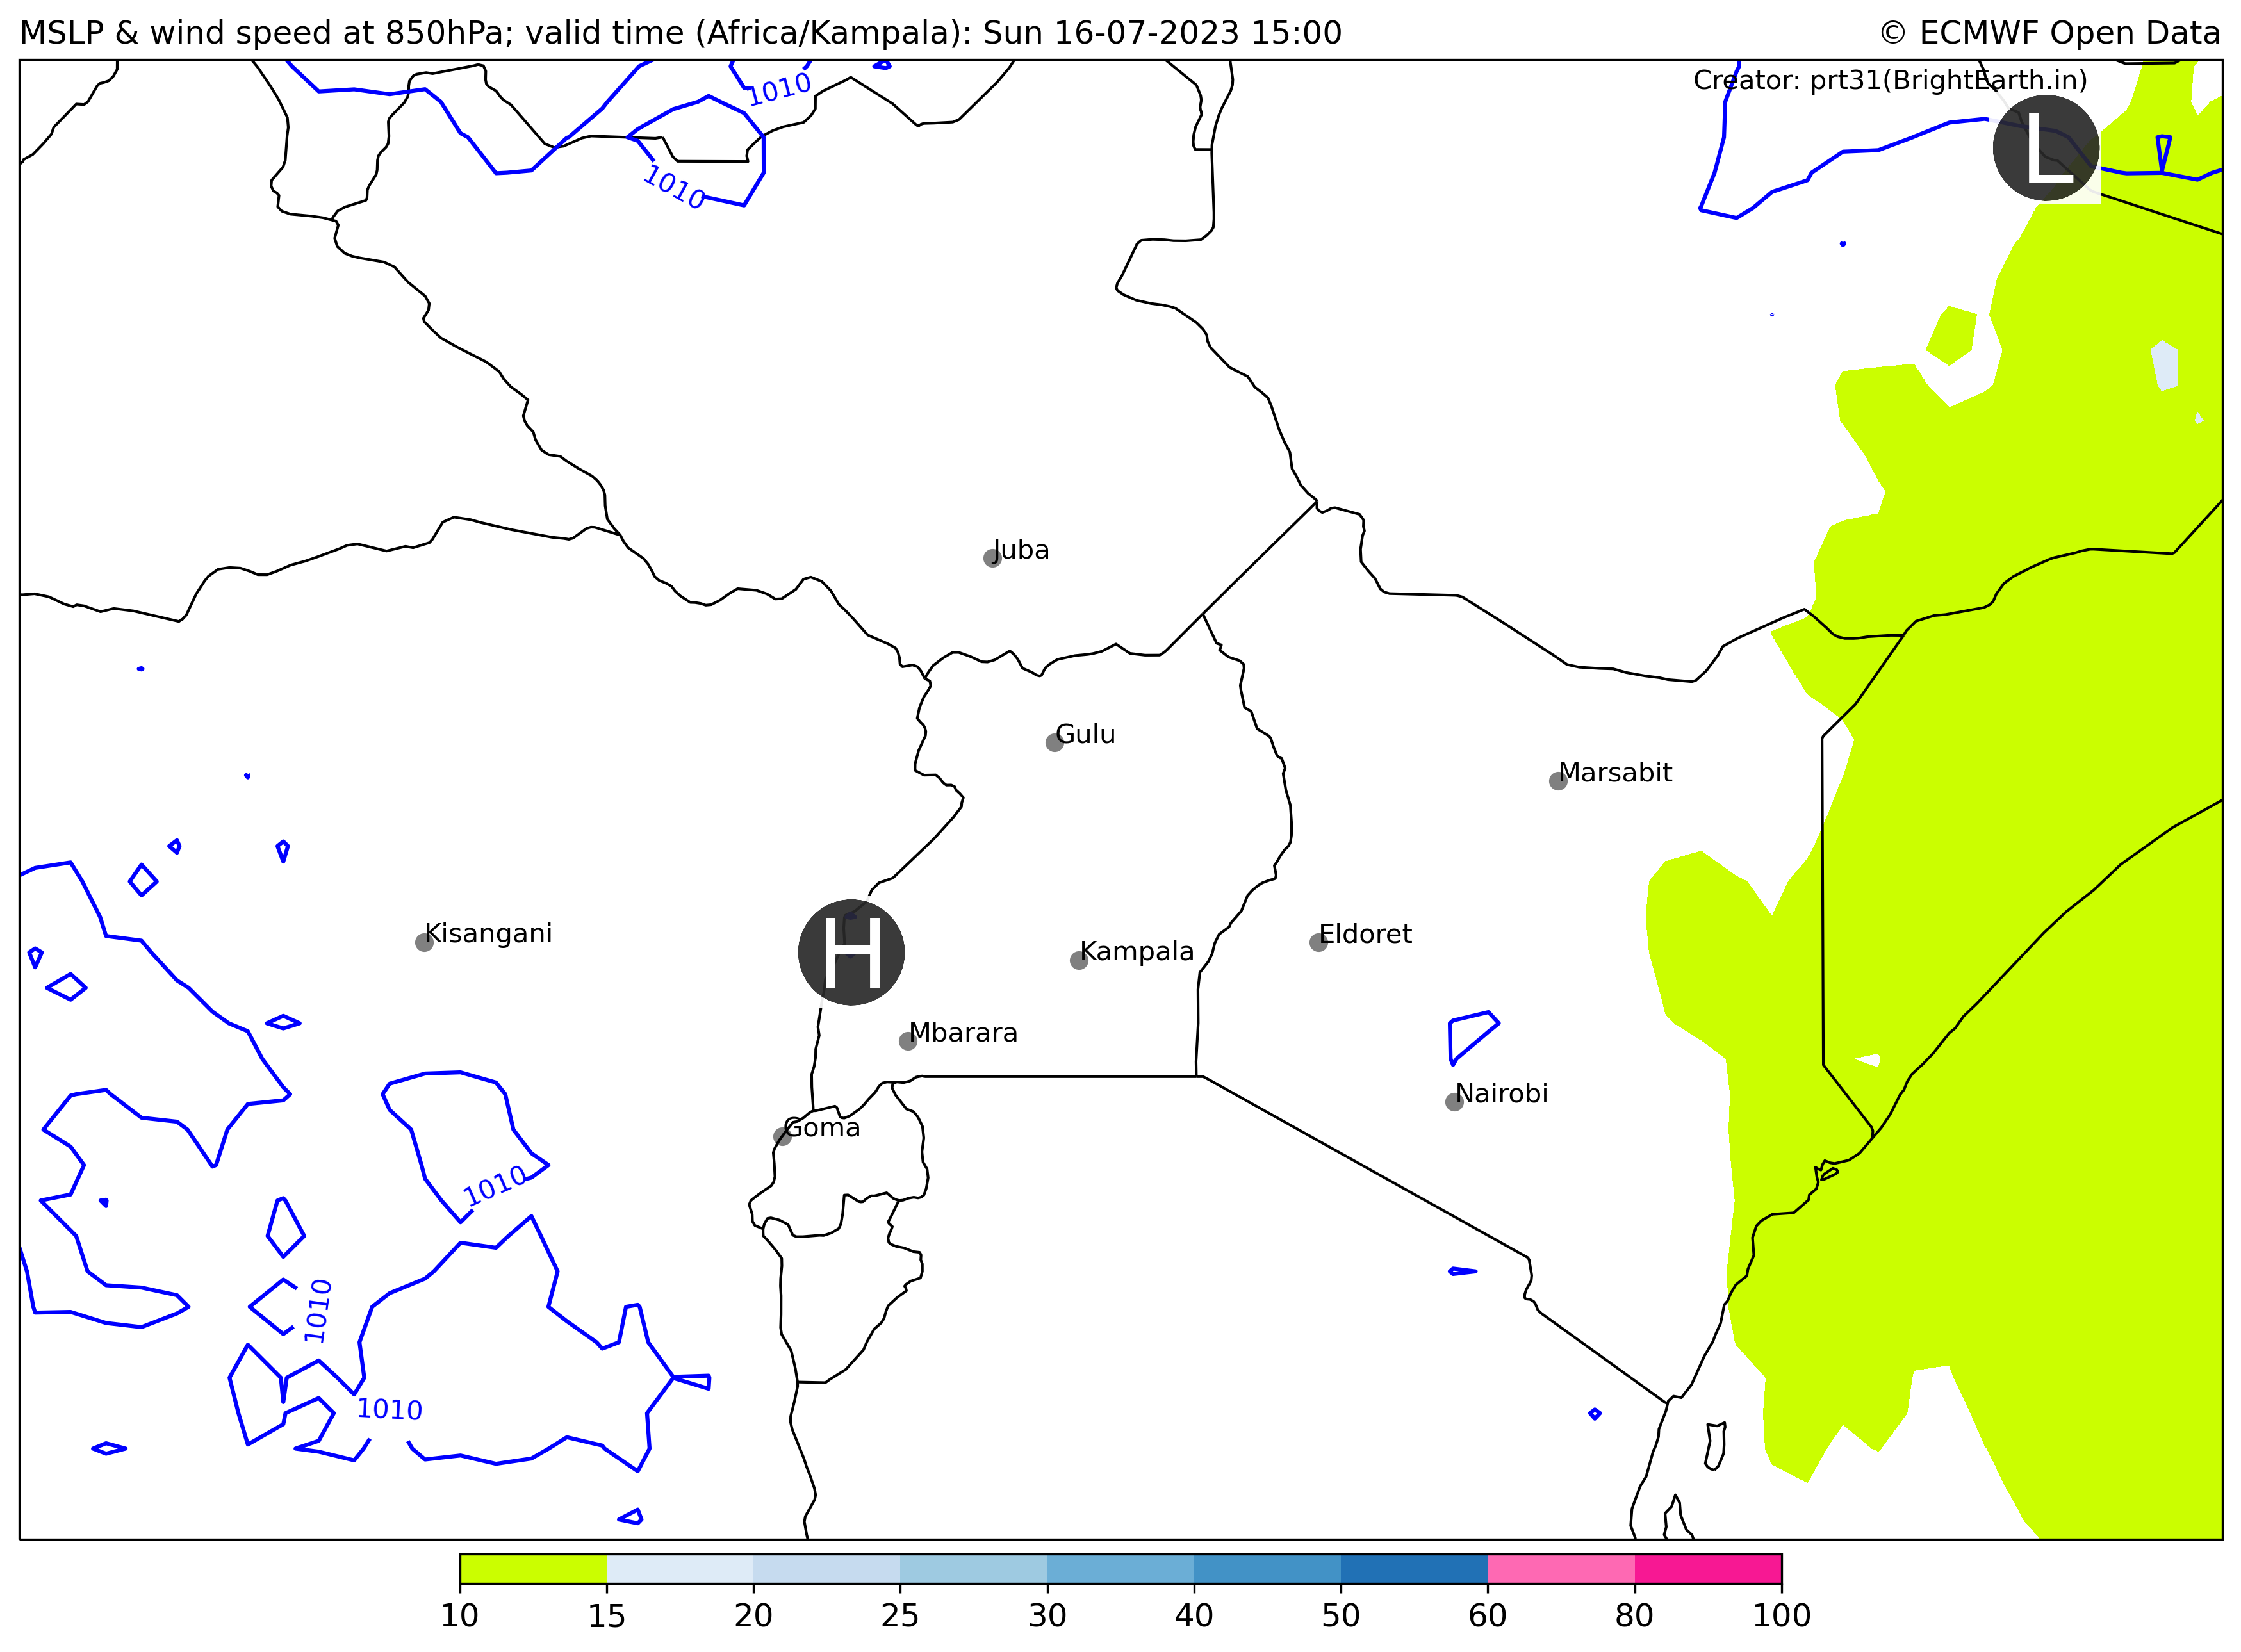 MSLP & wind speed at 850hPa; valid time (Africa/Kampala): Sun 16-07-2023 15:00
© ECMWF Open Data
Creator: prt31(BrightEarth.in)
1010
L
1010
Juba
Gulu
Marsabit
Kisangani
H
Kampala
Eldoret
Mbarara
Nairobi
Goma
1010
1010
1010
10 15 20 25 30 40 50 60 80 100